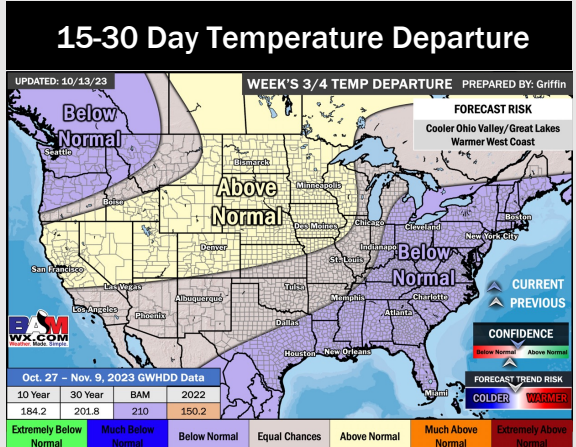 15-30 Day Temperature Departure
UPDATED: 10/13/23
WEEK'S 3/4 TEMP DEPARTURE PREPARED BY: Griffin
FORECAST RISK
Cooler Ohio Valley/Great Lakes
Warmer West Coast
Below
Normal
Seattle
Bismarck
Minneapolis
Boise
Above
Normal
Des Moines
Chicago
Cleveland
Boston
New York City
Denver
Indianapo
St. Louis
Below
Normal
San Francisco
Las Vegas
Los Angeles
Phoenix
Albuquerque
Tulsa
Memphis
Charlotte
Atlanta
Dallas
Houston
New Orleans
Miami
CURRENT
PREVIOUS
CONFIDENCE
Below Normal
Above Normal
FORECAST TREND RISK
COLDER
WARMER
BAM
WX.COM
Weather. Made. Simple.
Oct. 27 – Nov. 9, 2023 GWHDD Data
10 Year 30 Year BAM 2022
184.2 201.8 210 150.2
Extremely Below Normal
Much Below Normal
Below Normal
Equal Chances
Above Normal
Much Above Normal
Extremely Above Normal